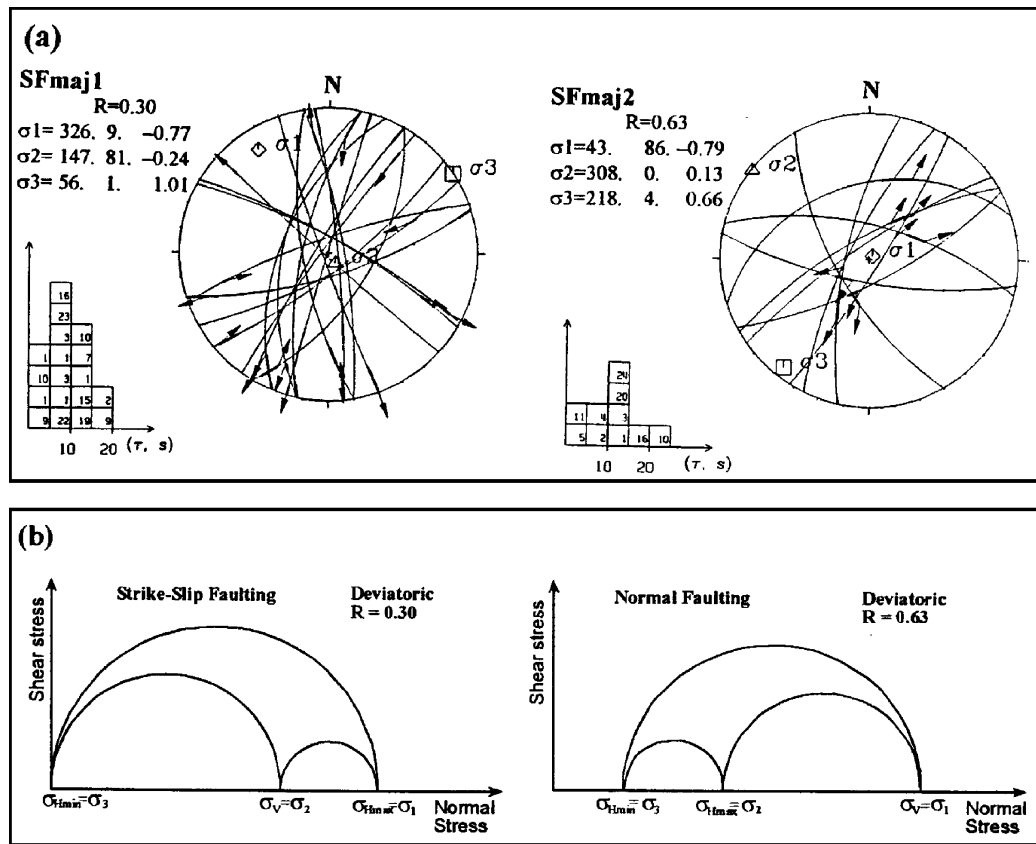 (a)
SFmaj1
R=0.30
σ1= 326. 9. −0.77
σ2= 147. 81. −0.24
σ3= 56. 1. 1.01
N
σ1
σ2
σ3
16
23
3 10
1 1 7
10 3 1
1 1 15 2
9 22 19 9
10 20 (τ, s)
SFmaj2
R=0.63
σ1=43. 86. −0.79
σ2=308. 0. 0.13
σ3=218. 4. 0.66
N
σ2
σ1
σ3
24
20
11 4 3
5 2 1 16 10
10 20 (τ, s)
(b)
Strike-Slip Faulting
Deviatoric
R = 0.30
Shear stress
σHmin=σ3
σV=σ2
σHmax=σ1
Normal
Stress
Normal Faulting
Deviatoric
R = 0.63
Shear stress
σHmin=σ3
σHmax=σ2
σV=σ1
Normal
Stress